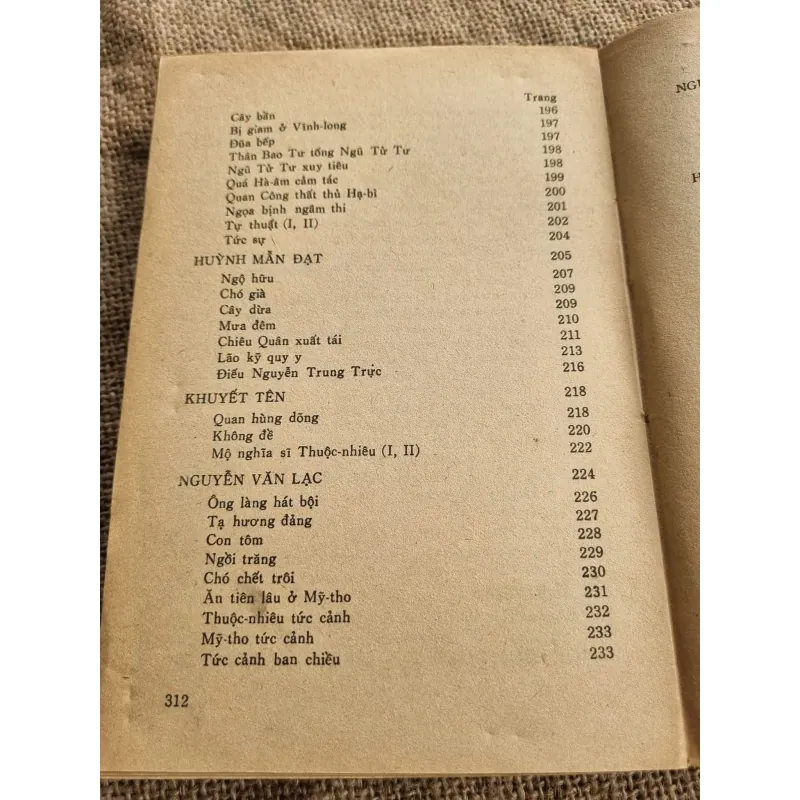 Trang
Cây bần 196
Bị giam ở Vĩnh-long 197
Đũa bếp 197
Thân Bao Tư tống Ngũ Tử Tư 198
Ngũ Tử Tư xuy tiêu 198
Quá Hà-âm cảm tác 199
Quan Công thất thủ Hạ-bì 200
Ngọa bịnh ngâm thi 201
Tự thuật (I, II) 202
Tức sự 204
HUỲNH MẪN ĐẠT 205
Ngộ hữu 207
Chó già 209
Cây dừa 209
Mưa đêm 210
Chiêu Quân xuất tái 211
Lão kỹ quy y 213
Điếu Nguyễn Trung Trực 216
KHUYẾT TÊN 218
Quan hùng dõng 218
Không đề 220
Mộ nghĩa sĩ Thuộc-nhiêu (I, II) 222
NGUYỄN VĂN LẠC 224
Ông làng hát bội 226
Tạ hương đảng 227
Con tôm 228
Ngồi trăng 229
Chó chết trôi 230
Ăn tiên lâu ở Mỹ-tho 231
Thuộc-nhiêu tức cảnh 232
Mỹ-tho tức cảnh 233
Tức cảnh ban chiều 233
312